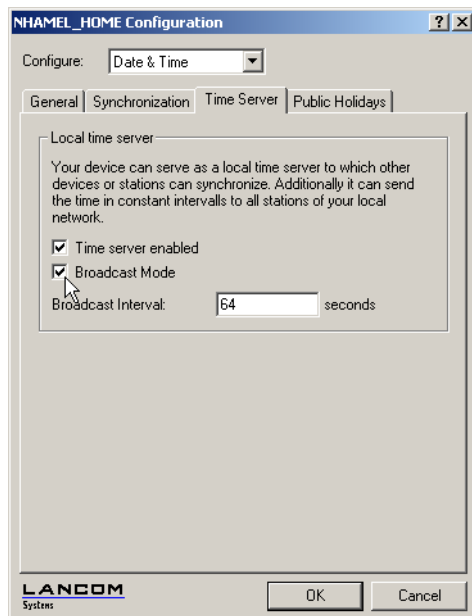 NHAMEL_HOME Configuration
Configure: Date & Time
General Synchronization Time Server Public Holidays
Local time server
Your device can serve as a local time server to which other
devices or stations can synchronize. Additionally it can send
the time in constant intervalls to all stations of your local
network.
Time server enabled
Broadcast Mode
Broadcast Interval: 64 seconds
LANCOM
Systems
OK Cancel